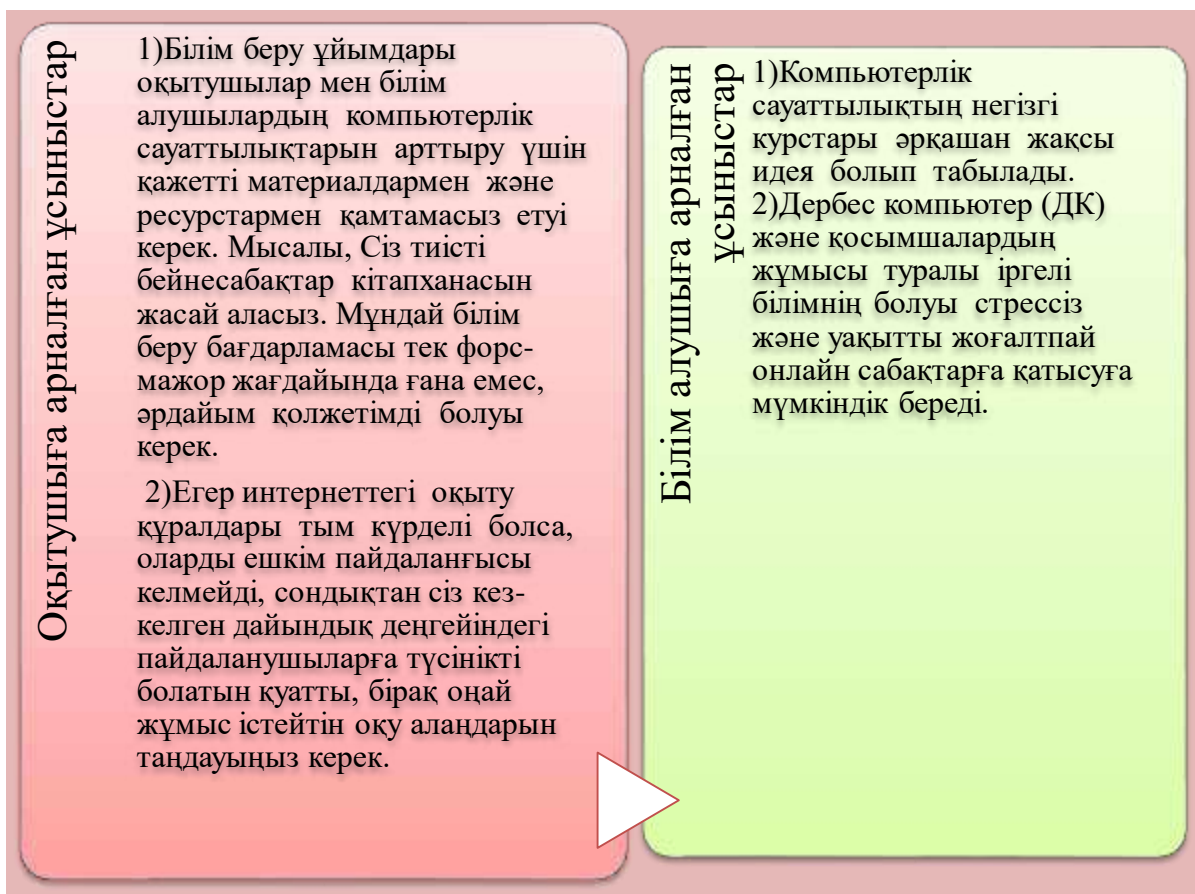 Оқытушыға арналған ұсыныстар
1)Білім беру ұйымдары
оқытушылар мен білім
алушылардың компьютерлік
сауаттылықтарын арттыру үшін
қажетті материалдармен және
ресурстармен қамтамасыз етуі
керек. Мысалы, Сіз тиісті
бейнесабақтар кітапханасын
жасай аласыз. Мұндай білім
беру бағдарламасы тек форс-
мажор жағдайында ғана емес,
әрдайым қолжетімді болуы
керек.
2)Егер интернеттегі оқыту
құралдары тым күрделі болса,
оларды ешкім пайдаланғысы
келмейді, сондықтан сіз кез-
келген дайындық деңгейіндегі
пайдаланушыларға түсінікті
болатын қуатты, бірақ оңай
жұмыс істейтін оқу алаңдарын
таңдауыңыз керек.
Білім алушыға арналған
ұсыныстар
1)Компьютерлік
сауаттылықтың негізгі
курстары әрқашан жақсы
идея болып табылады.
2)Дербес компьютер (ДК)
және қосымшалардың
жұмысы туралы іргелі
білімнің болуы стрессіз
және уақытты жоғалтпай
онлайн сабақтарға қатысуға
мүмкіндік береді.